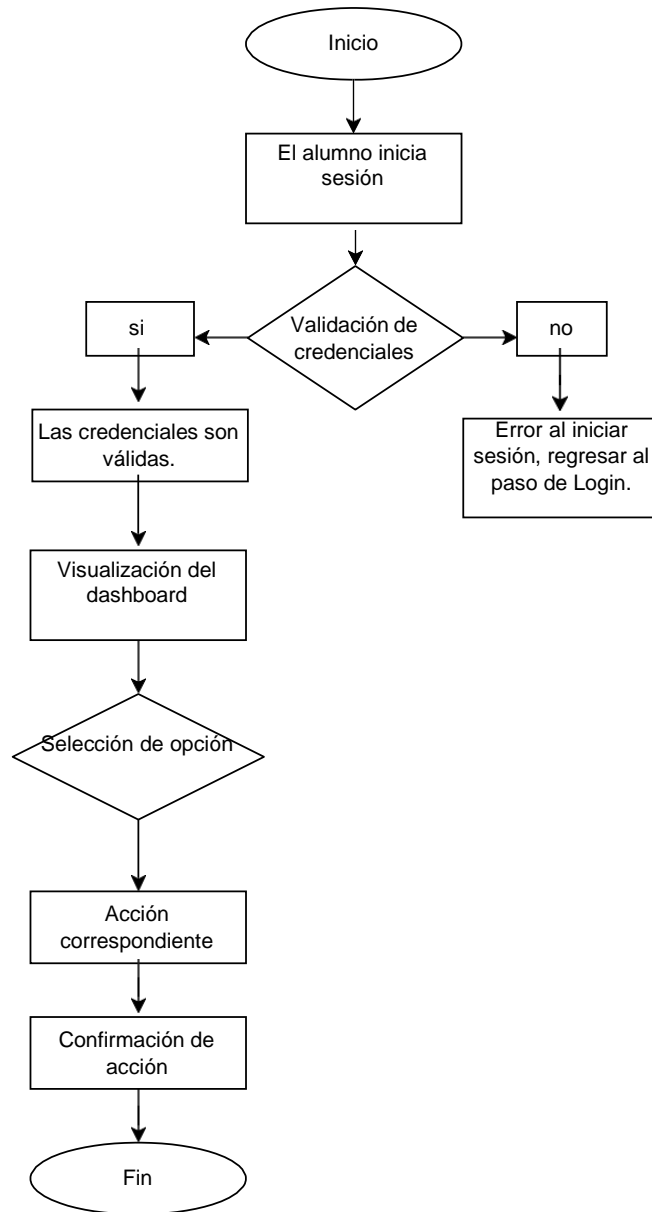 Inicio
El alumno inicia
sesión
Validación de
credenciales
si
no
Las credenciales son
válidas.
Error al iniciar
sesión, regresar al
paso de Login.
Visualización del
dashboard
Selección de opción
Acción
correspondiente
Confirmación de
acción
Fin